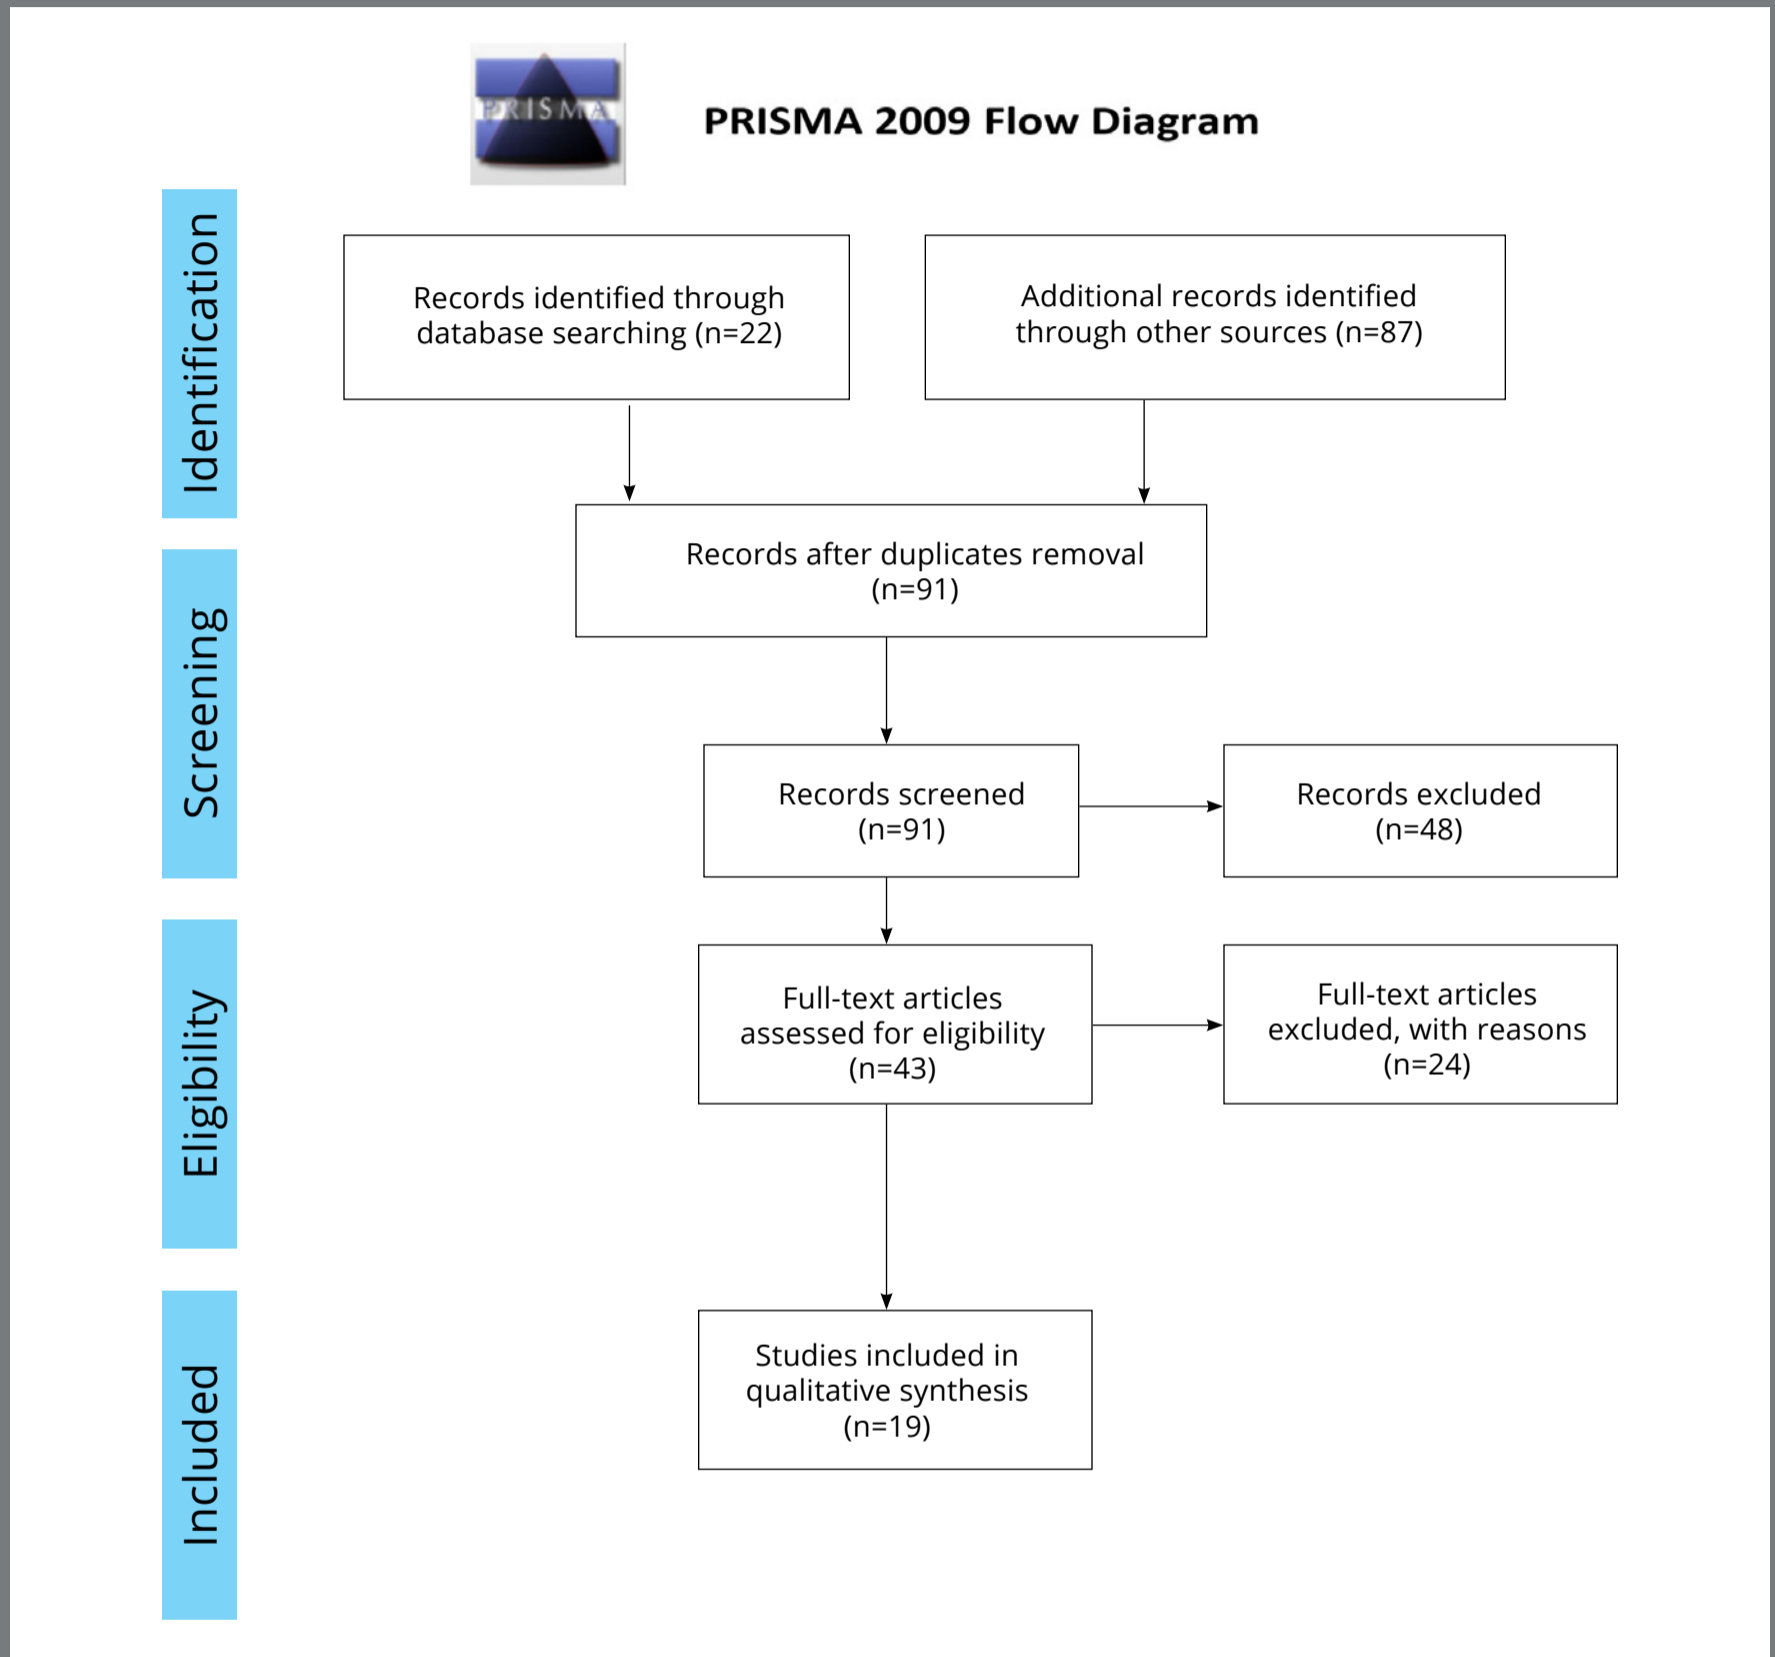 PRISMA
PRISMA 2009 Flow Diagram
Identification
Records identified through
database searching (n=22)
Additional records identified
through other sources (n=87)
Records after duplicates removal
(n=91)
Screening
Records screened
(n=91)
Records excluded
(n=48)
Eligibility
Full-text articles
assessed for eligibility
(n=43)
Full-text articles
excluded, with reasons
(n=24)
Included
Studies included in
qualitative synthesis
(n=19)